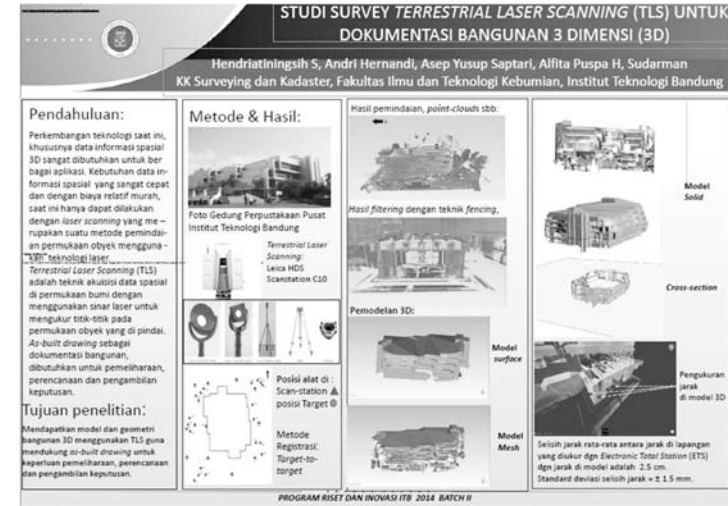 STUDI SURVEY TERRESTRIAL LASER SCANNING (TLS) UNTUK
DOKUMENTASI BANGUNAN 3 DIMENSI (3D)
Hendriatiningsih S, Andri Hernandi, Asep Yusup Saptari, Alfita Puspa H, Sudarman
KK Surveying dan Kadaster, Fakultas Ilmu dan Teknologi Kebumian, Institut Teknologi Bandung
Pendahuluan:
Perkembangan teknologi saat ini,
khususnya data informasi spasial
3D sangat dibutuhkan untuk ber
bagai aplikasi. Kebutuhan data in-
formasi spasial yang sangat cepat
dan dengan biaya relatif murah,
saat ini hanya dapat dilakukan
dengan laser scanning yang me –
rupakan suatu metode pemindai-
an permukaan obyek mengguna -
kan teknologi laser.
Terrestrial Laser Scanning (TLS)
adalah teknik akuisisi data spasial
di permukaan bumi dengan
menggunakan sinar laser untuk
mengukur titik-titik pada
permukaan obyek yang di pindai.
As-built drawing sebagai
dokumentasi bangunan,
dibutuhkan untuk pemeliharaan,
perencanaan dan pengambilan
keputusan.
Tujuan penelitian:
Mendapatkan model dan geometri
bangunan 3D menggunakan TLS guna
mendukung as-built drawing untuk
keperluan pemeliharaan, perencanaan
dan pengambilan keputusan.
Metode & Hasil:
Foto Gedung Perpustakaan Pusat
Institut Teknologi Bandung
Terrestrial Laser
Scanning:
Leica HDS
Scanstation C10
Posisi alat di :
Scan-station
posisi Target
Metode
Registrasi:
Target-to-
target
Hasil pemindaian, point-clouds sbb:
Hasil filtering dengan teknik fencing,
Pemodelan 3D:
Model
surface
Model
Mesh
Model
Solid
Cross-section
Pengukuran
jarak
di model 3D
Selisih jarak rata-rata antara jarak di lapangan
yang diukur dgn Electronic Total Station (ETS)
dgn jarak di model adalah 2.5 cm.
Standard deviasi selisih jarak = ± 1.5 mm.
PROGRAM RISET DAN INOVASI ITB 2014 BATCH II